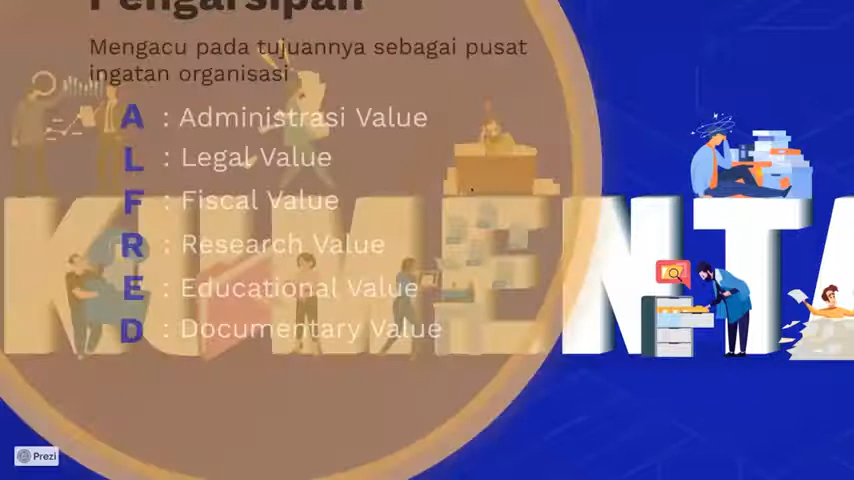 Pengarsipan
Mengacu pada tujuannya sebagai pusat
ingatan organisasi
A : Administrasi Value
L : Legal Value
F : Fiscal Value
R : Research Value
E : Educational Value
D : Documentary Value
KUMENTA
Prezi